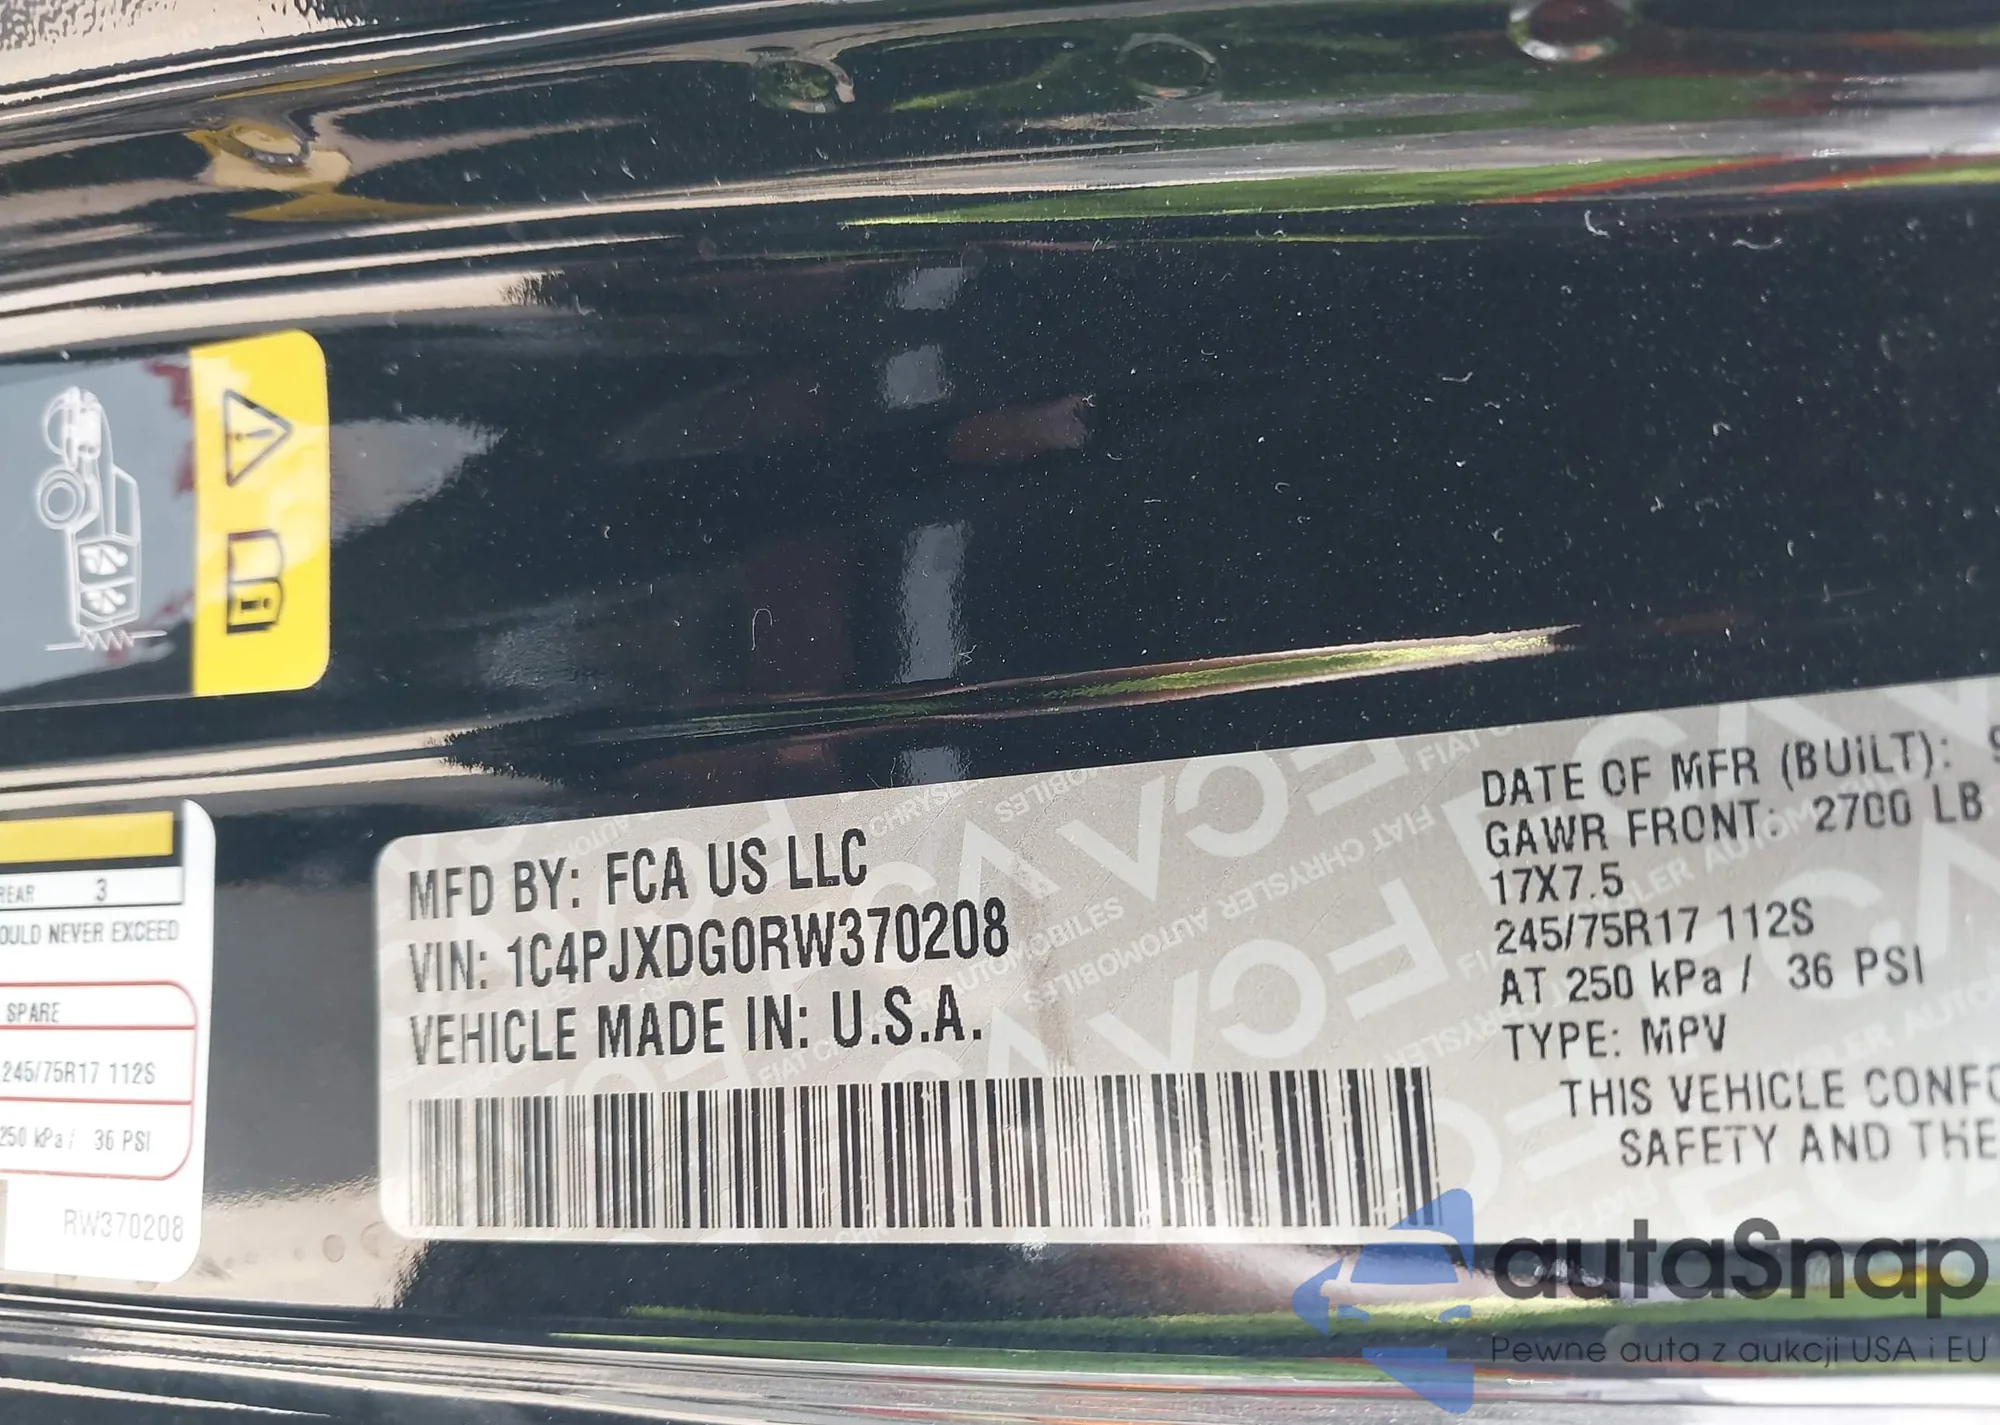 REAR 3
OULD NEVER EXCEED
SPARE
245/75R17 112S
250 kPa / 36 PSI
RW370208
MFD BY: FCA US LLC
VIN: 1C4PJXDG0RW370208
VEHICLE MADE IN: U.S.A.
DATE OF MFR (BUILT): 9
GAWR FRONT: 2700 LB
17X7.5
245/75R17 112S
AT 250 kPa / 36 PSI
TYPE: MPV
THIS VEHICLE CONFO
SAFETY AND THE
autaSnap
Pewne auta z aukcji USA i EU